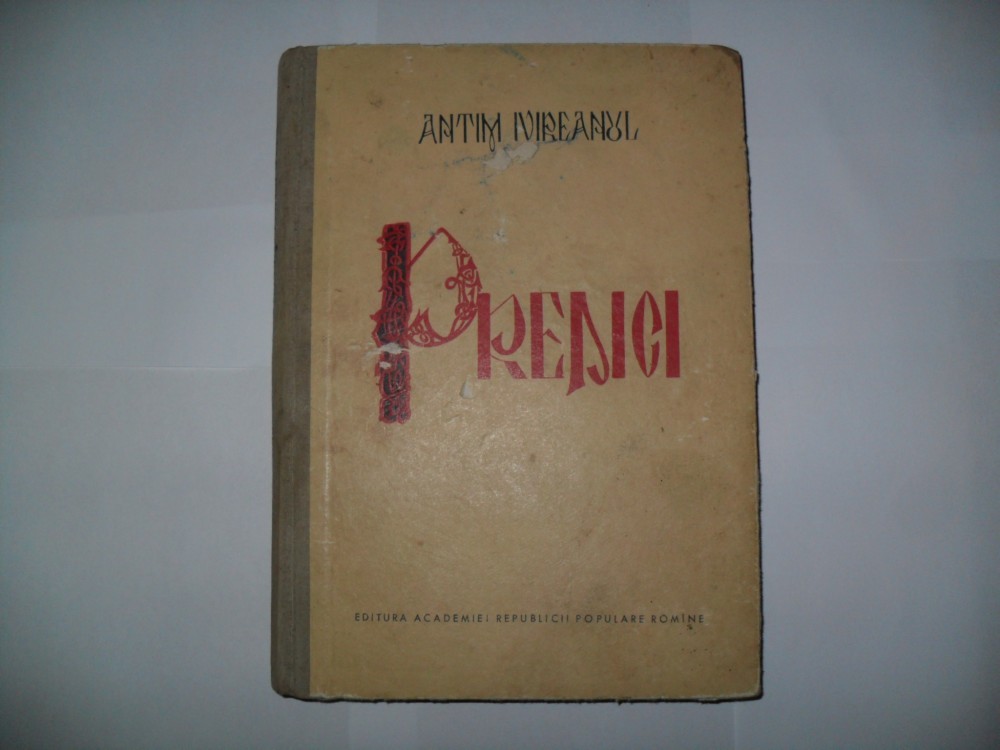 ANTIM IVIREANUL
PREDICI
EDITURA ACADEMIEI REPUBLICII POPULARE ROMÎNE